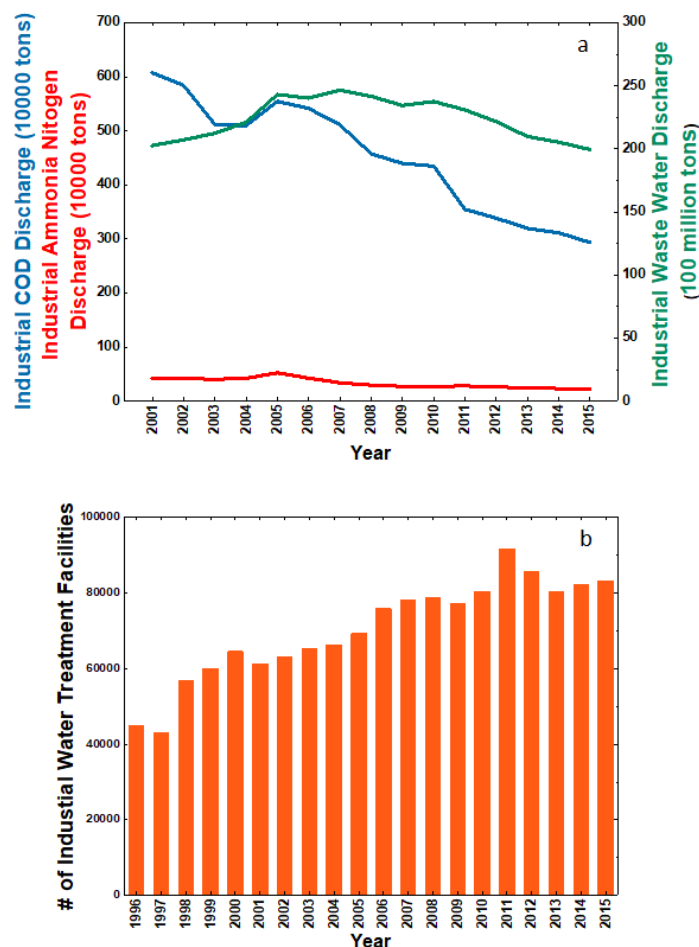 Industrial COD Discharge (10000 tons)
Industrial Ammonia Nitogen
Discharge (10000 tons)
700
600
500
400
300
200
100
0
a
300
250
200
150
100
50
0
Industrial Waste Water Discharge
(100 million tons)
2001 2002 2003 2004 2005 2006 2007 2008 2009 2010 2011 2012 2013 2014 2015
Year
# of Industial Water Treatment Facilities
100000
80000
60000
40000
20000
0
b
1996 1997 1998 1999 2000 2001 2002 2003 2004 2005 2006 2007 2008 2009 2010 2011 2012 2013 2014 2015
Year